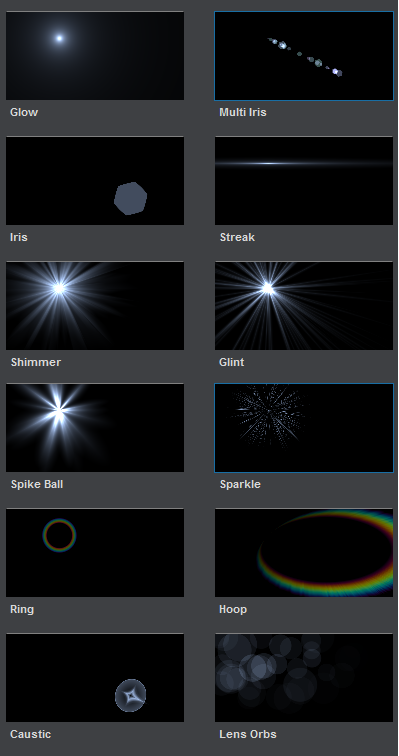 Glow
Multi Iris
Iris
Streak
Shimmer
Glint
Spike Ball
Sparkle
Ring
Hoop
Caustic
Lens Orbs